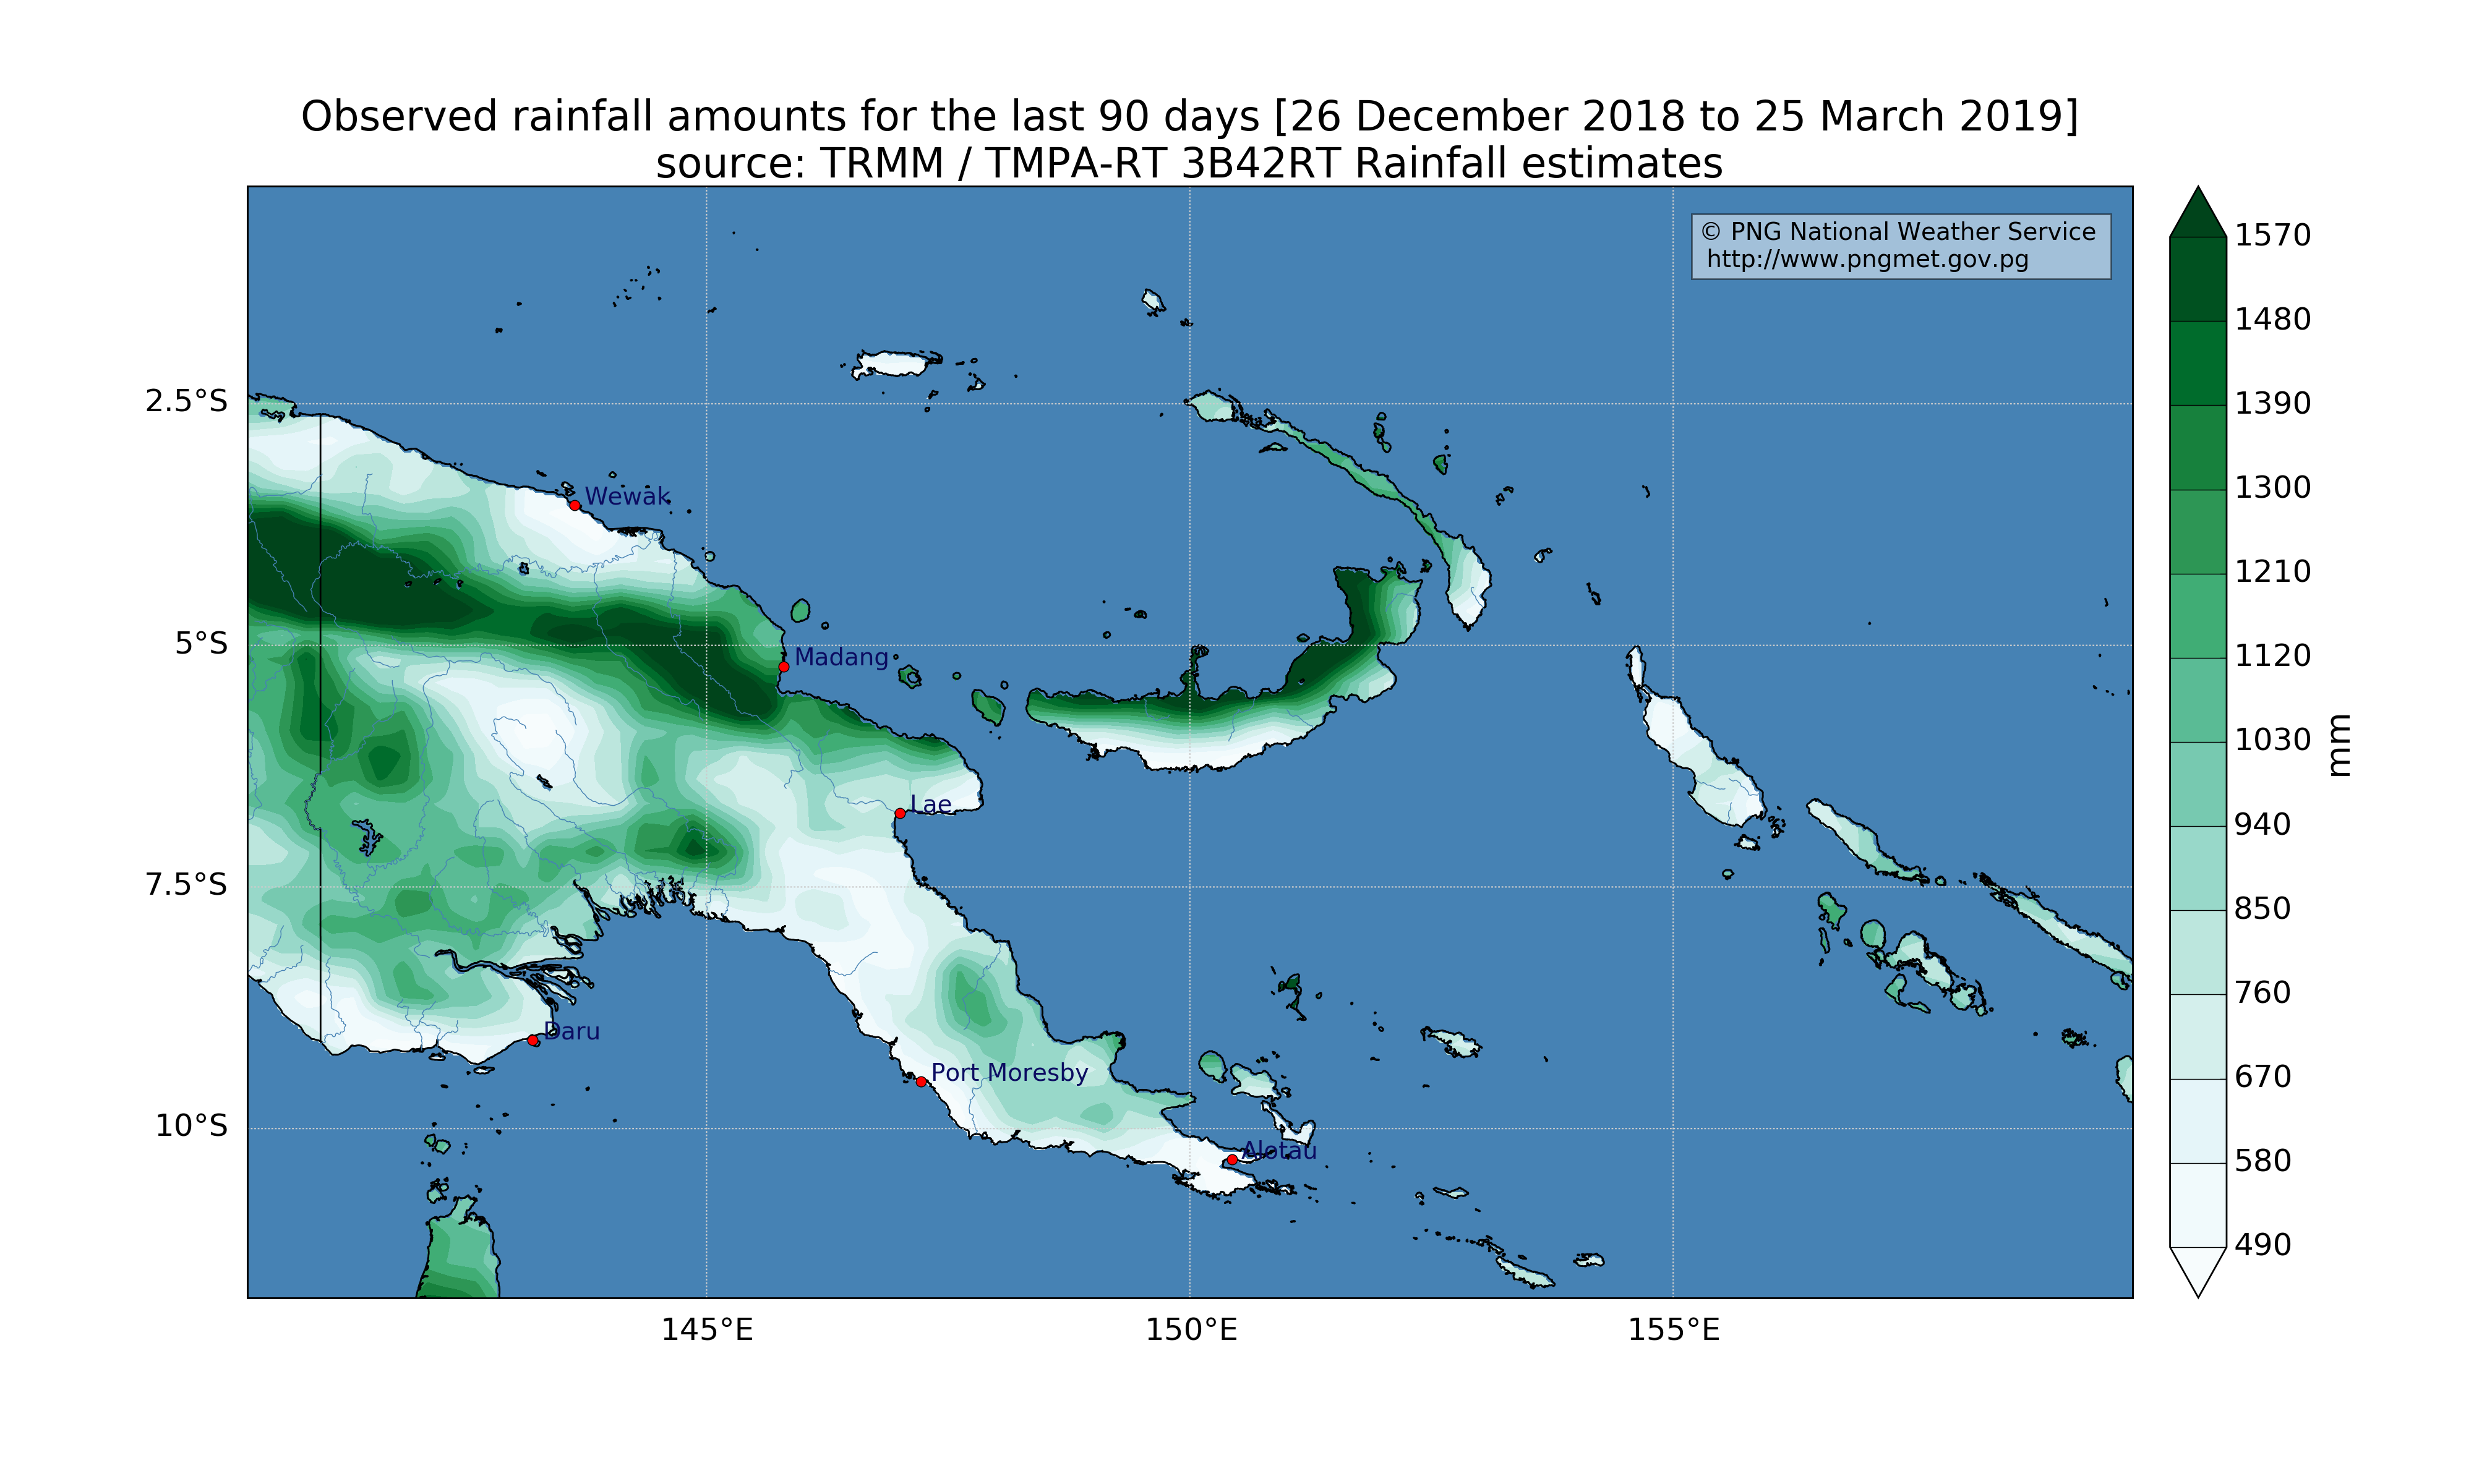 Observed rainfall amounts for the last 90 days [26 December 2018 to 25 March 2019]
source: TRMM / TMPA-RT 3B42RT Rainfall estimates
© PNG National Weather Service
http://www.pngmet.gov.pg
1570
1480
1390
1300
1210
1120
1030
940
850
760
670
580
490
mm
2.5°S
5°S
7.5°S
10°S
Wewak
Madang
Lae
Daru
Port Moresby
Alotau
145°E
150°E
155°E